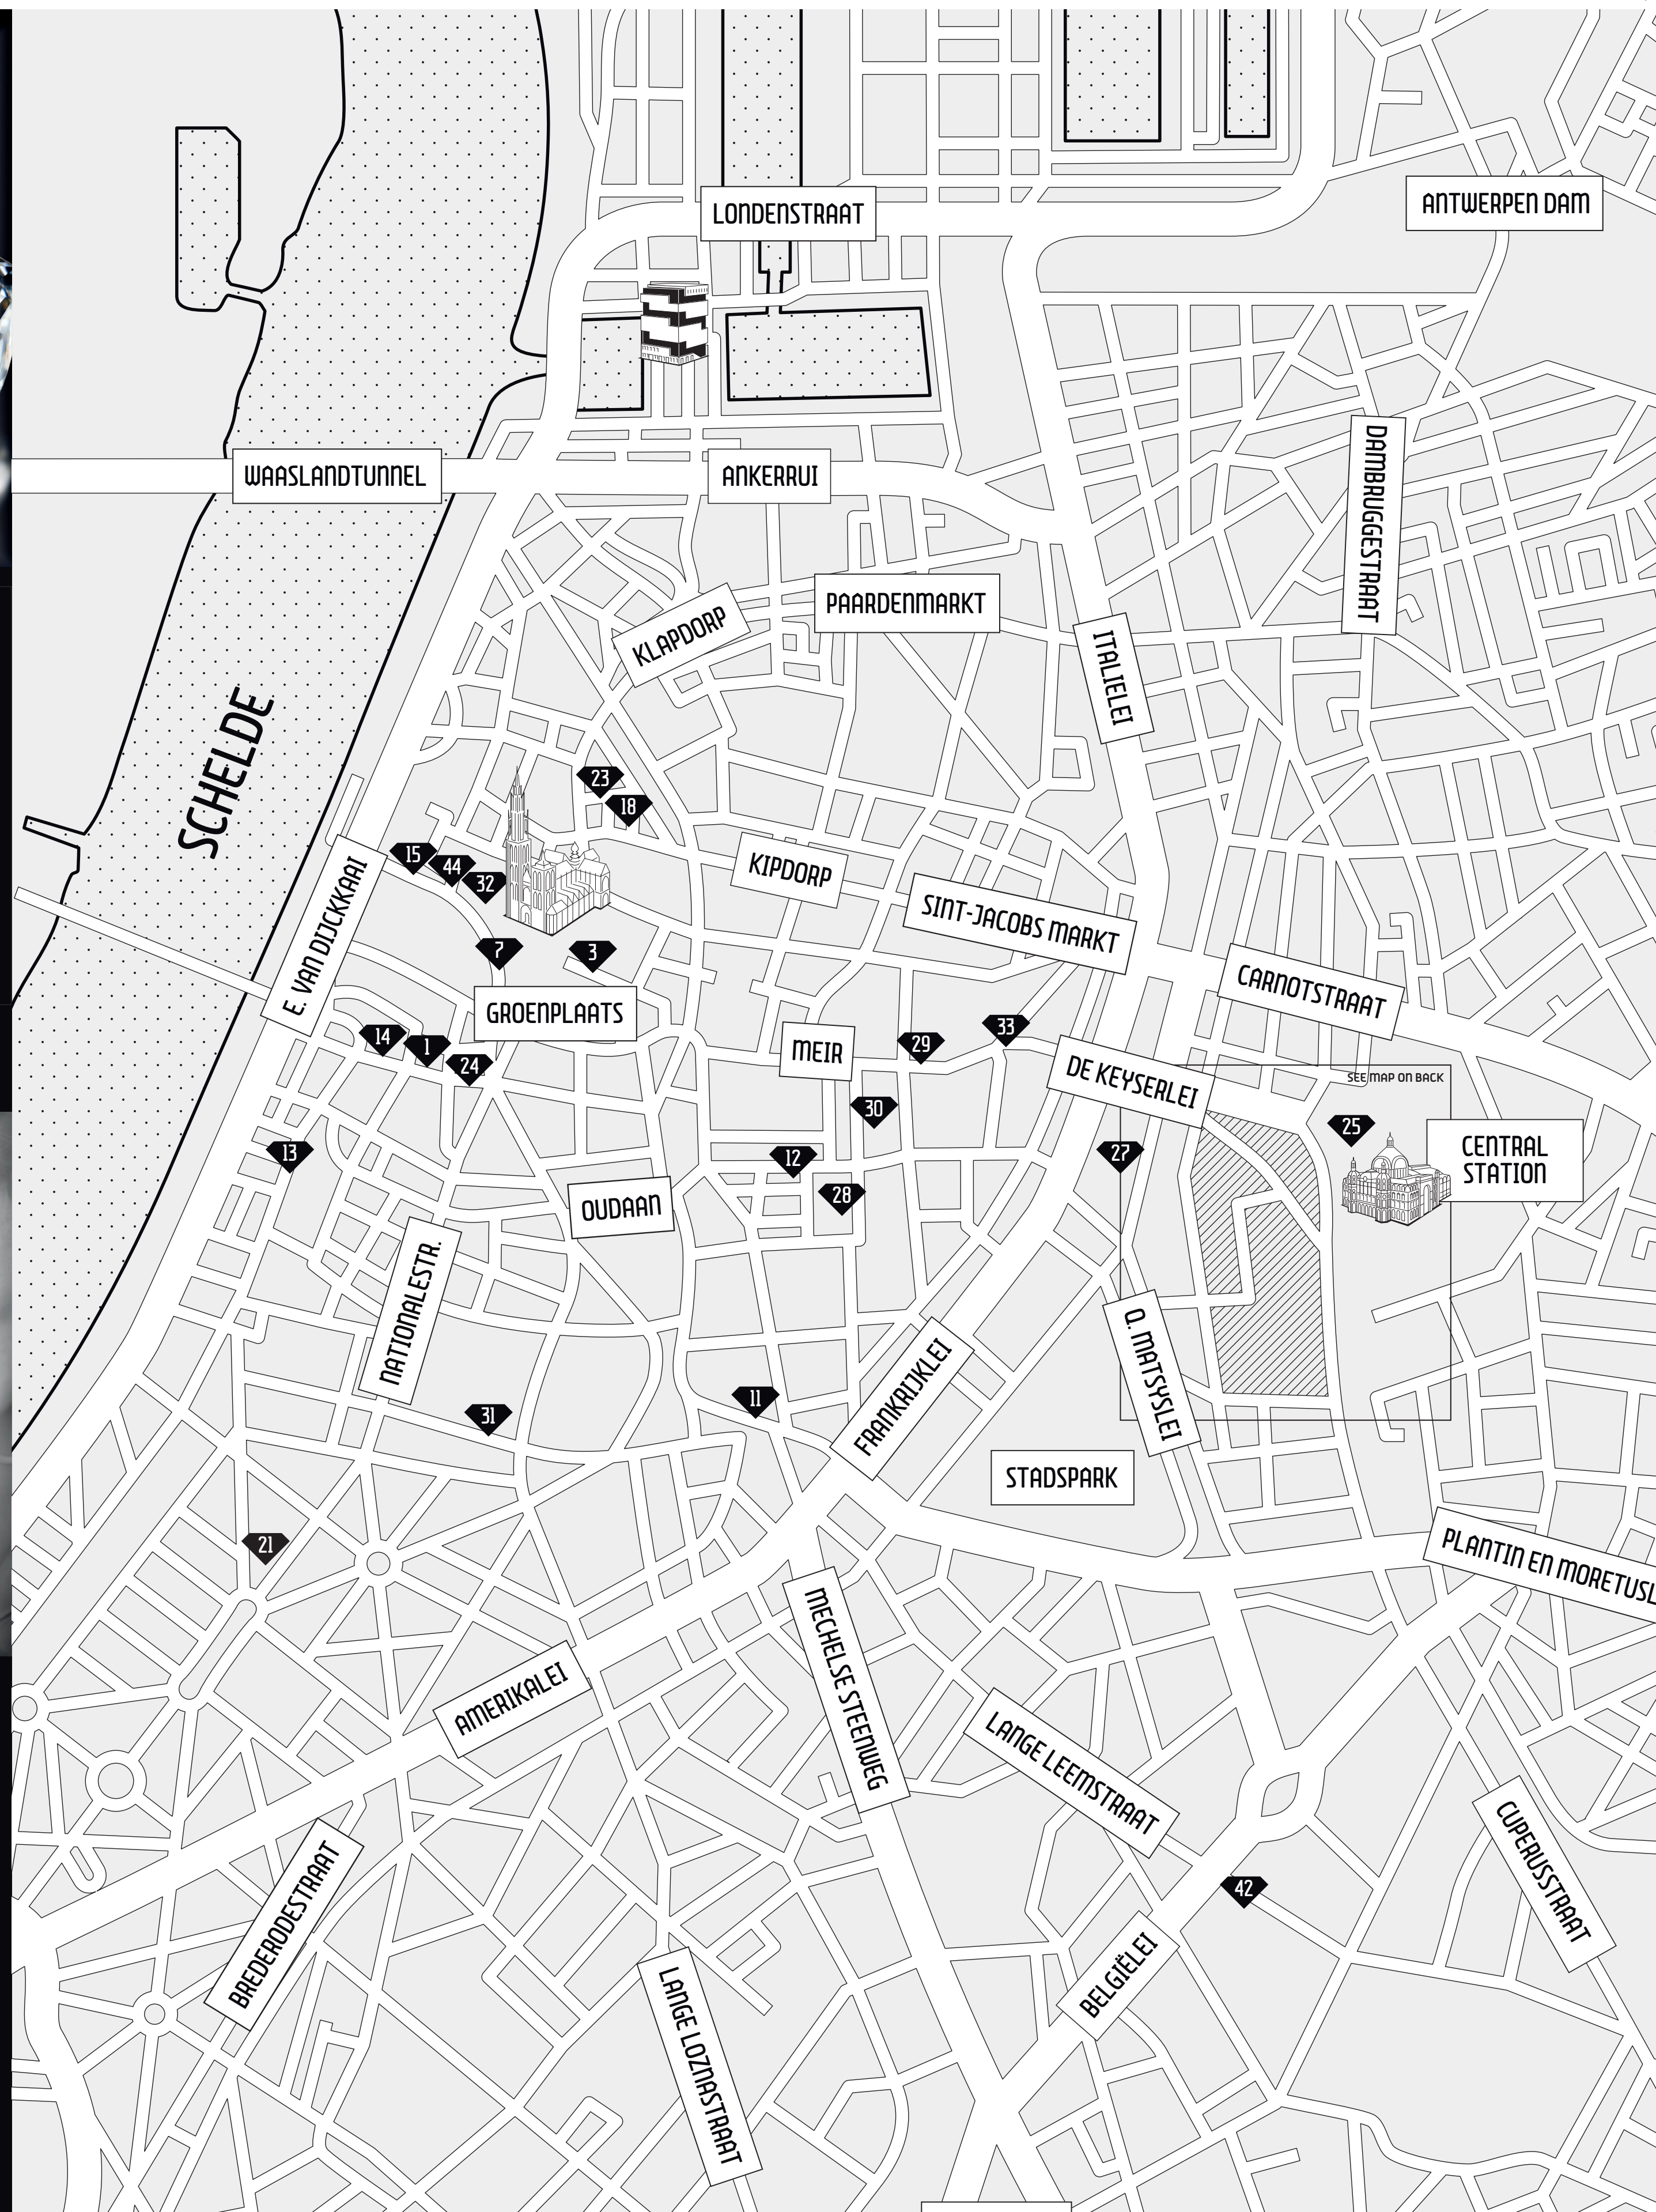 LONDENSTRAAT
ANTWERPEN DAM
WAASLANDTUNNEL
ANKERRUI
DAMBRUGGESTRAAT
PAARDENMARKT
KLAPDORP
ITALIELEI
SCHELDE
23
18
15
44
32
KIPDORP
SINT-JACOBS MARKT
E. VAN DIJCKKAAI
7
3
CARNOTSTRAAT
GROENPLAATS
14
1
24
MEIR
29
33
DE KEYSERLEI
SEE MAP ON BACK
30
25
CENTRAL
STATION
13
12
27
28
OUDAAN
NATIONALESTR.
Q. MATSYSLEI
FRANKRIJKLEI
11
31
STADSPARK
21
PLANTIN EN MORETUSL
MECHELSE STEENWEG
AMERIKALEI
LANGE LEEMSTRAAT
CUPERUSSTRAAT
BREDERODESTRAAT
42
BELGIËLEI
LANGE LOZNASTRAAT